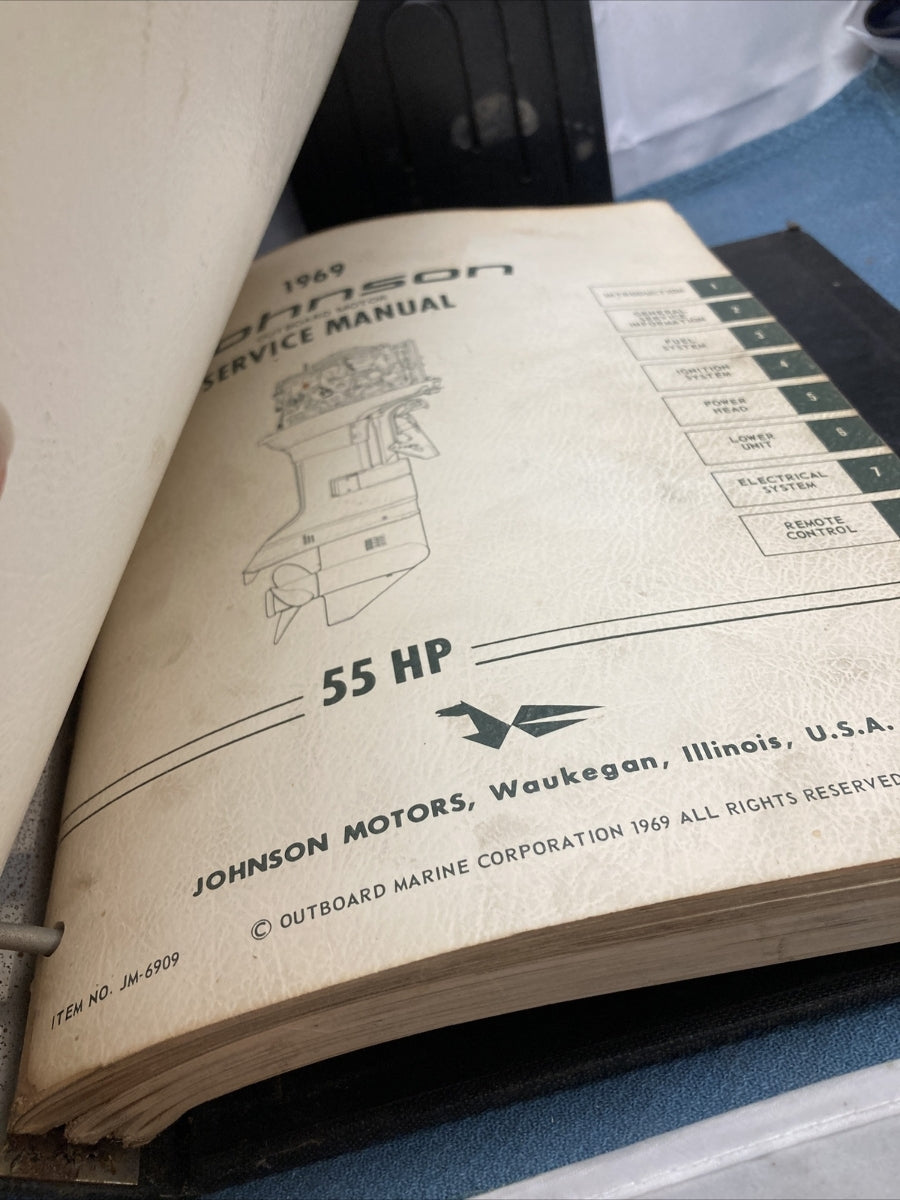 1969
Johnson
OUTBOARD MOTOR
SERVICE MANUAL
INTRODUCTION 1
GENERAL
SERVICE
INFORMATION 2
FUEL
SYSTEM 3
IGNITION
SYSTEM 4
POWER
HEAD 5
LOWER
UNIT 6
ELECTRICAL
SYSTEM 7
REMOTE
CONTROL
55 HP
JOHNSON MOTORS, Waukegan, Illinois, U.S.A.
© OUTBOARD MARINE CORPORATION 1969 ALL RIGHTS RESERVED
ITEM NO. JM-6909